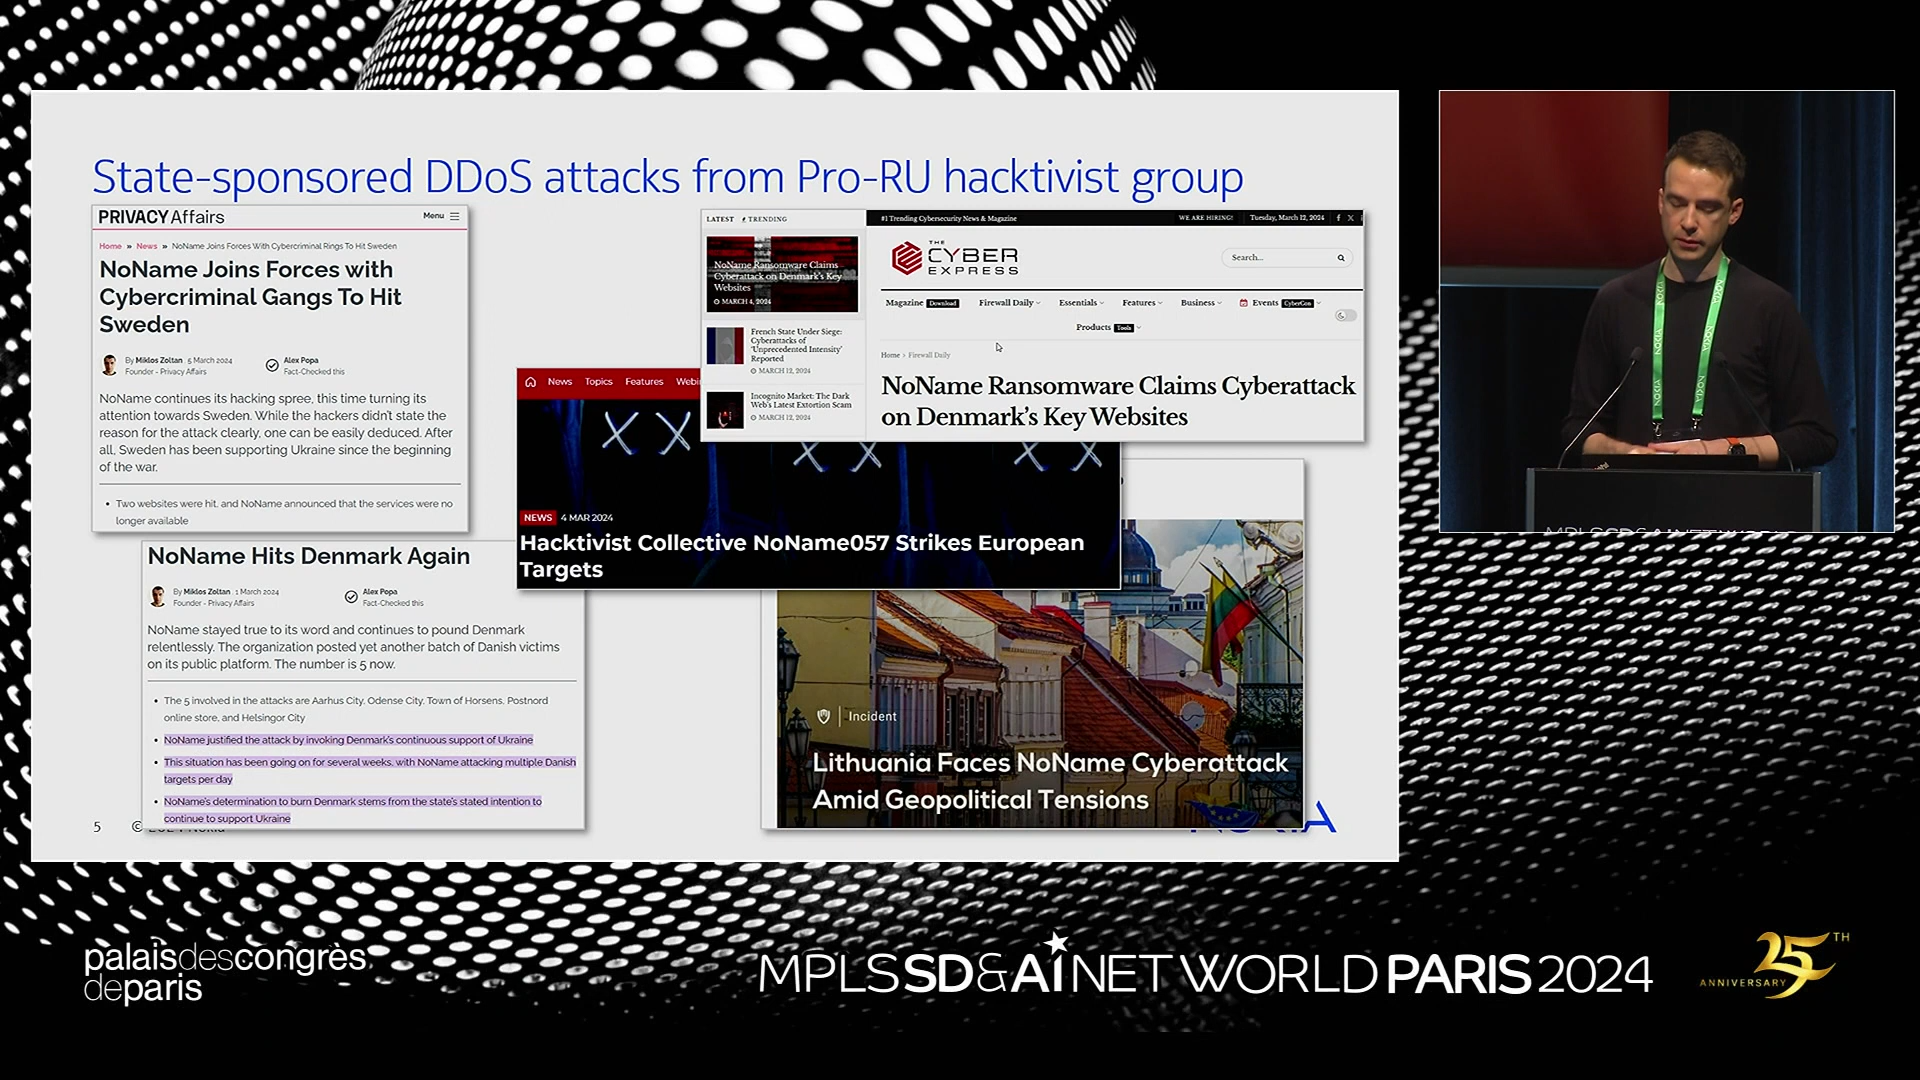 State-sponsored DDoS attacks from Pro-RU hacktivist group
PRIVACY Affairs
Menu
Home » News » NoName Joins Forces With Cybercriminal Rings To Hit Sweden
NoName Joins Forces with
Cybercriminal Gangs To Hit
Sweden
By Miklos Zoltan . 5 March 2024
Founder - Privacy Affairs
Alex Popa
Fact-Checked this
NoName continues its hacking spree, this time turning its
attention towards Sweden. While the hackers didn't state the
reason for the attack clearly, one can be easily deduced. After
all, Sweden has been supporting Ukraine since the beginning
of the war.
• Two websites were hit, and NoName announced that the services were no
longer available
NoName Hits Denmark Again
By Miklos Zoltan . 1 March 2024
Founder - Privacy Affairs
Alex Popa
Fact-Checked this
NoName stayed true to its word and continues to pound Denmark
relentlessly. The organization posted yet another batch of Danish victims
on its public platform. The number is 5 now.
• The 5 involved in the attacks are Aarhus City, Odense City, Town of Horsens, Postnord
online store, and Helsingor City
• NoName justified the attack by invoking Denmark's continuous support of Ukraine
• This situation has been going on for several weeks, with NoName attacking multiple Danish
targets per day
• NoName's determination to burn Denmark stems from the state's stated intention to
continue to support Ukraine
News Topics Features Webi
NEWS 4 MAR 2024
Hacktivist Collective NoName057 Strikes European
Targets
LATEST TRENDING
NoName Ransomware Claims
Cyberattack on Denmark's Key
Websites
MARCH 4, 2024
French State Under Siege:
Cyberattacks of
'Unprecedented Intensity'
Reported
MARCH 12, 2024
Incognito Market: The Dark
Web's Latest Extortion Scam
MARCH 12, 2024
#1 Trending Cybersecurity News & Magazine
WE ARE HIRING!
Tuesday, March 12, 2024
THE
CYBER
EXPRESS
Search...
Magazine Download Firewall Daily Essentials Features Business Events CyberCon
Products Tools
Home > Firewall Daily
NoName Ransomware Claims Cyberattack
on Denmark's Key Websites
Incident
Lithuania Faces NoName Cyberattack
Amid Geopolitical Tensions
5
© 2024 Nokia
NOKIA
NOKIA
NOKIA
MPLS SD & AI NET WORLD
palaisdescongrès
deparis
MPLS SD & AI NET WORLD PARIS 2024
25 TH
ANNIVERSARY